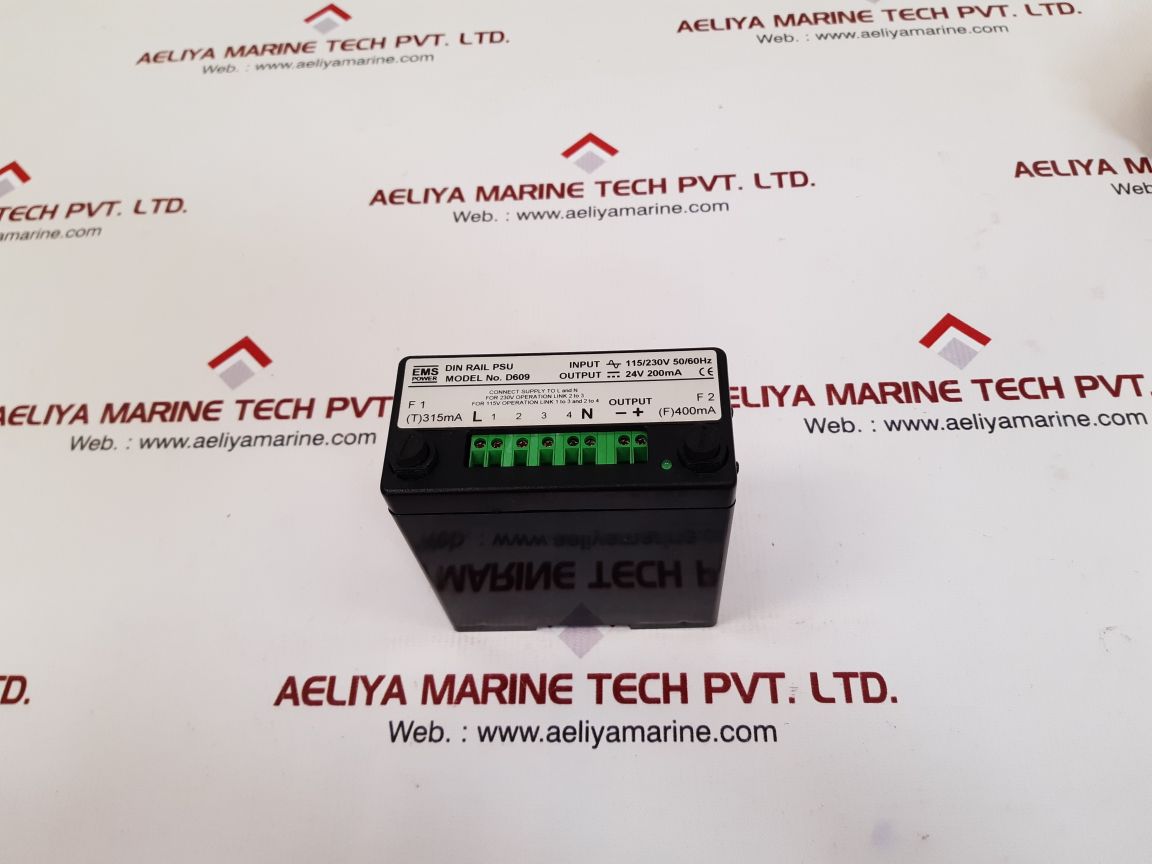 AELIYA MARINE TECH PVT. LTD.
Web. : www.aeliyamarine.com
AELIYA MARINE TECH PVT. LTD.
Web. : www.aeliyamarine.com
TECH PVT. LTD.
amarine.com
AELIYA MARINE TECH PVT. LTD.
Web. : www.aeliyamarine.com
AELIYA M
Web
EMS
POWER
DIN RAIL PSU
MODEL No. D609
INPUT 115/230V 50/60Hz
OUTPUT 24V 200mA CE
CONNECT SUPPLY TO L and N
FOR 230V OPERATION LINK 2 to 3
FOR 115V OPERATION LINK 1 to 3 and 2 to 4
F 1
(T)315mA
L 1 2 3 4 N
OUTPUT
− +
F 2
(F)400mA
AELIYA MARINE TEC
Web. : www.aeliyamarine
PVT. LTD.
.com
AELIYA MARINE TECH PVT. LTD.
Web. : www.aeliyamarine.com
TD.
AELIYA MARINE TECH PVT. LTD.
Web. : www.aeliyamarine.com